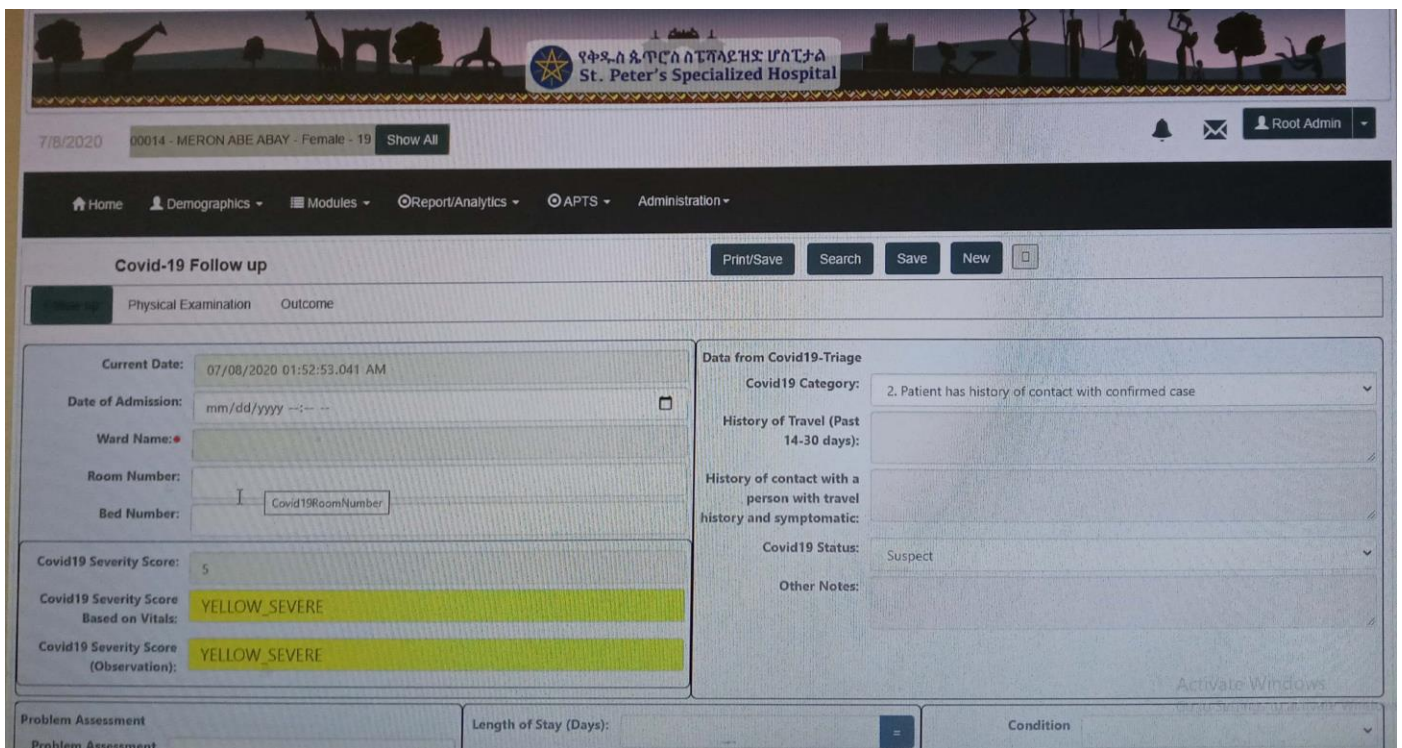 የቅዱስ ጴጥሮስ ስፔሻላይዝድ ሆስፒታል
St. Peter's Specialized Hospital
7/8/2020 00014 - MERON ABE ABAY - Female - 19 Show All Root Admin
Home Demographics Modules Report/Analytics APTS Administration
Covid-19 Follow up Print/Save Search Save New
Physical Examination Outcome
Current Date: 07/08/2020 01:52:53.041 AM
Date of Admission: mm/dd/yyyy --:-- --
Ward Name:
Room Number:
Covid19RoomNumber
Bed Number:
Covid19 Severity Score: 5
Covid19 Severity Score
Based on Vitals: YELLOW_SEVERE
Covid19 Severity Score
(Observation): YELLOW_SEVERE
Data from Covid19-Triage
Covid19 Category: 2. Patient has history of contact with confirmed case
History of Travel (Past
14-30 days):
History of contact with a
person with travel
history and symptomatic:
Covid19 Status: Suspect
Other Notes:
Activate Windows
Problem Assessment
Problem Assessment
Length of Stay (Days): =
Condition